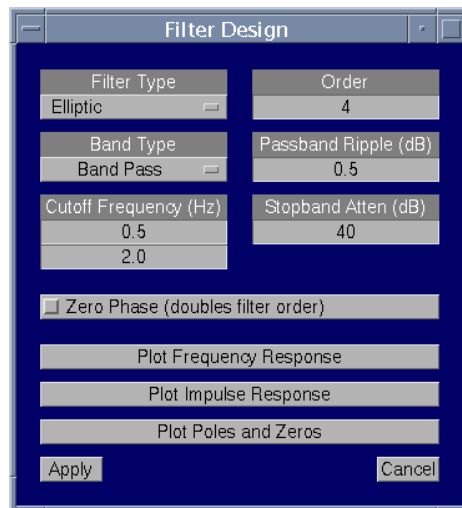 Filter Design
Filter Type
Elliptic
Order
4
Band Type
Band Pass
Passband Ripple (dB)
0.5
Cutoff Frequency (Hz)
0.5
2.0
Stopband Atten (dB)
40
Zero Phase (doubles filter order)
Plot Frequency Response
Plot Impulse Response
Plot Poles and Zeros
Apply
Cancel